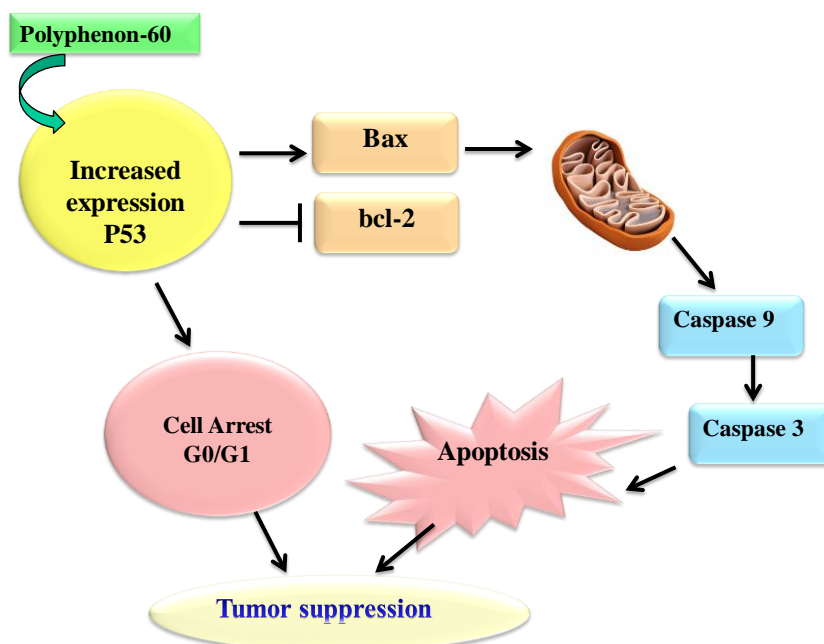 Polyphenon-60
Increased
expression
P53
Bax
bcl-2
Caspase 9
Caspase 3
Cell Arrest
G0/G1
Apoptosis
Tumor suppression